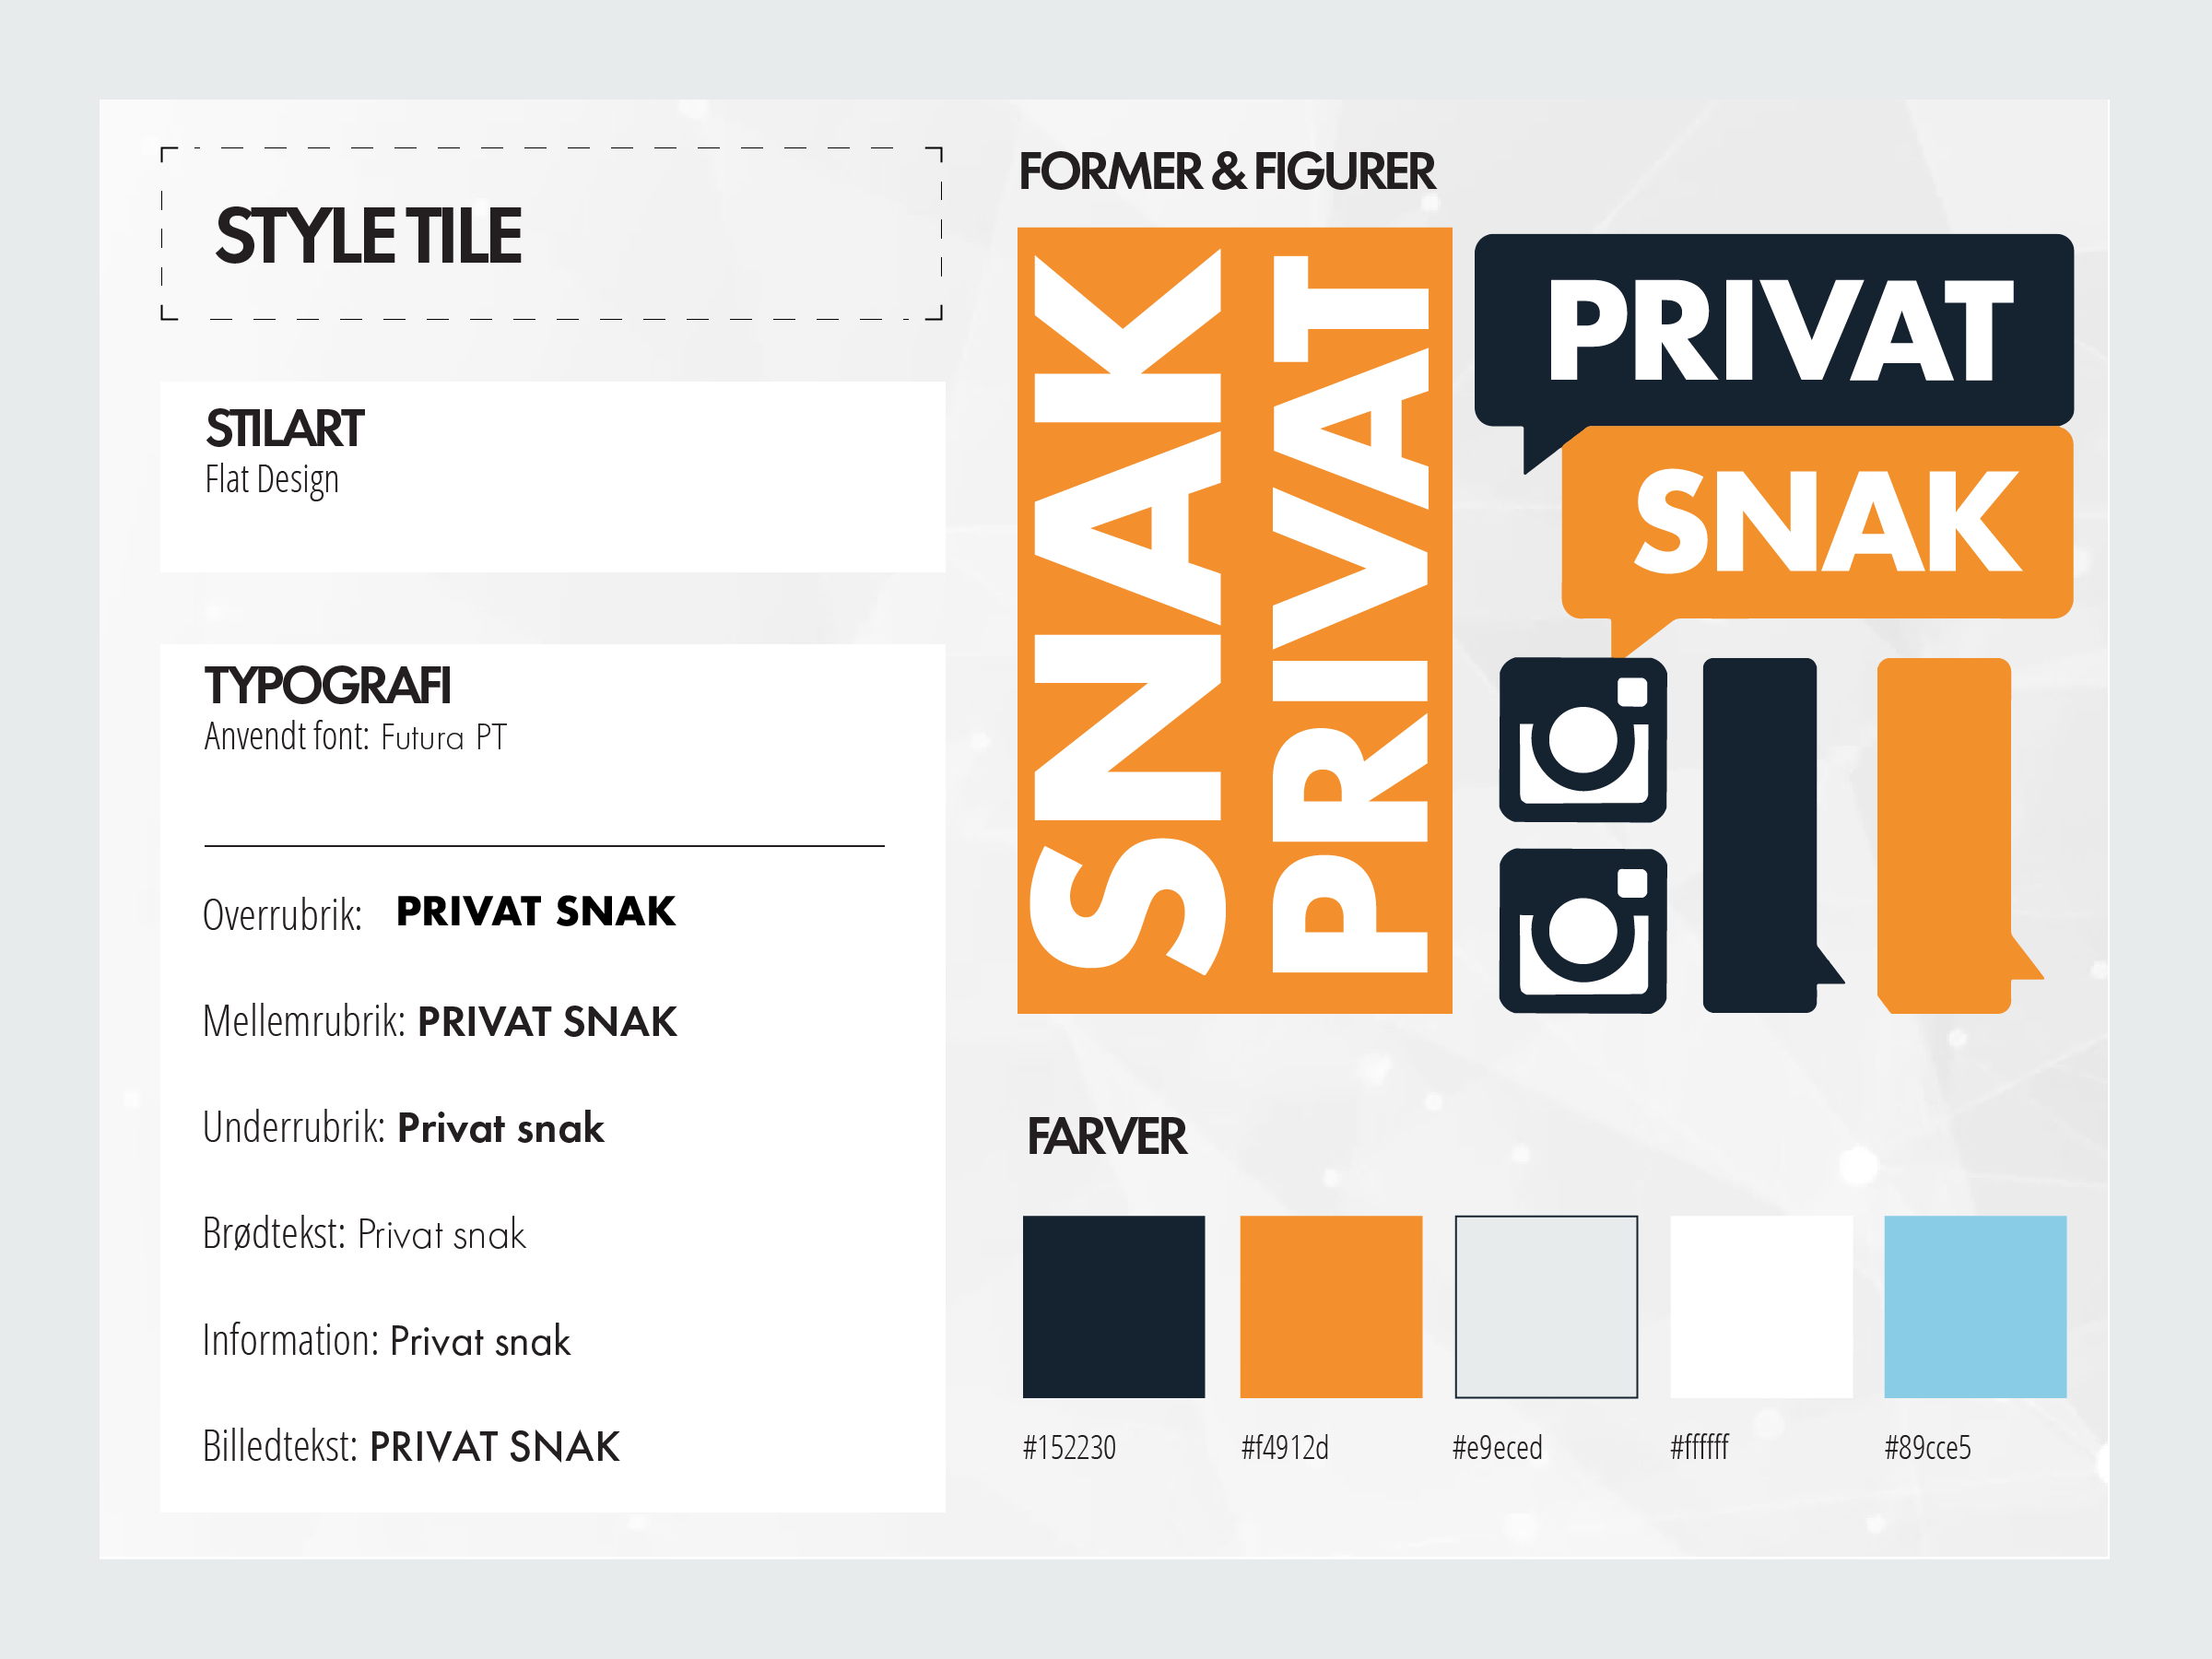 STYLE TILE
STILART
Flat Design
TYPOGRAFI
Anvendt font: Futura PT
Overrubrik: PRIVAT SNAK
Mellemrubrik: PRIVAT SNAK
Underrubrik: Privat snak
Brødtekst: Privat snak
Information: Privat snak
Billedtekst: PRIVAT SNAK
FORMER & FIGURER
SNAK
PRIVAT
PRIVAT
SNAK
FARVER
#152230
#f4912d
#e9eced
#ffffff
#89cce5